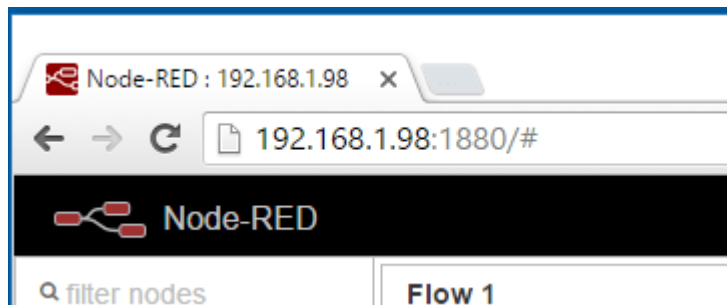 Node-RED : 192.168.1.98
192.168.1.98:1880/#
Node-RED
filter nodes
Flow 1